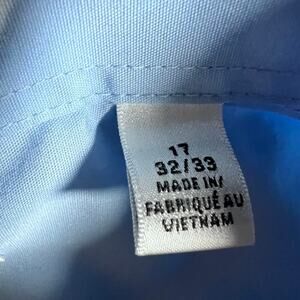 17
32/33
MADE IN/
FABRIQUÉ AU
VIETNAM